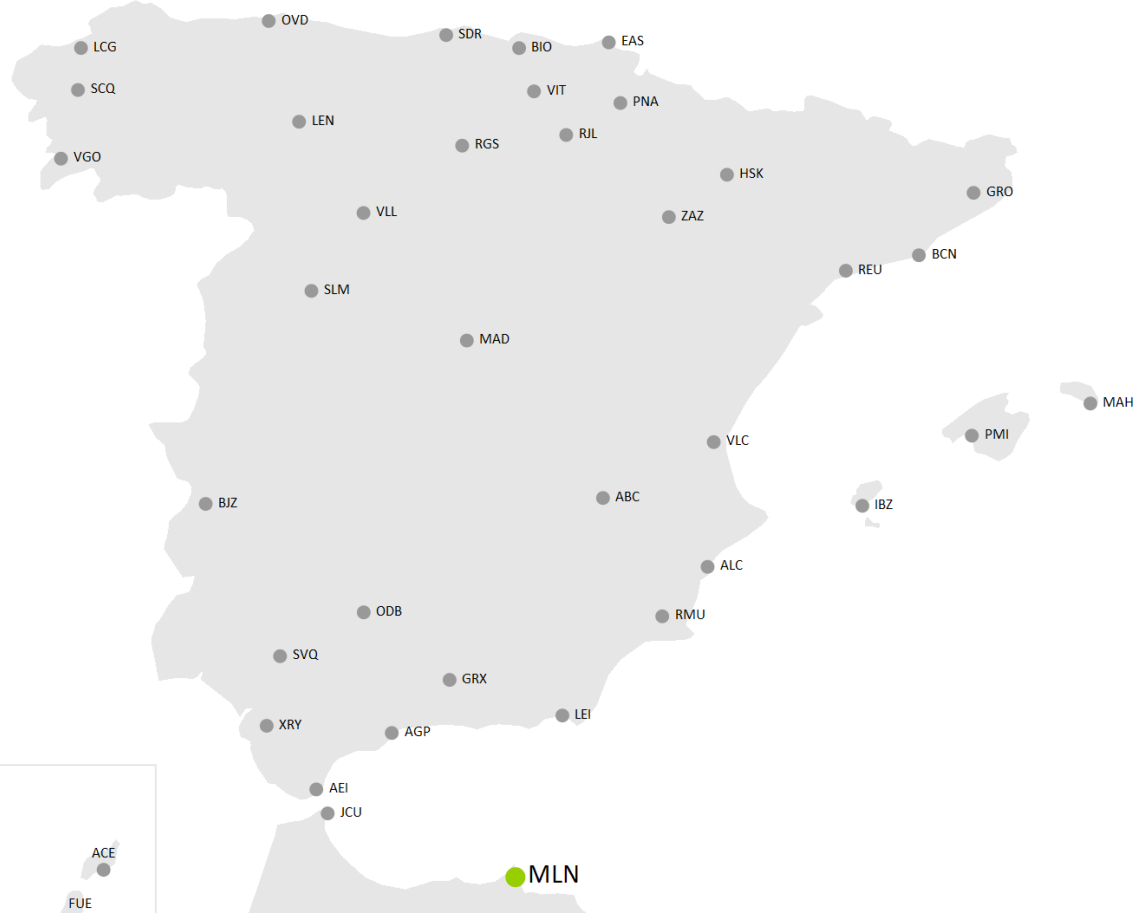 OVD
SDR
EAS
LCG
BIO
SCQ
VIT
PNA
LEN
RJL
RGS
VGO
HSK
GRO
VLL
ZAZ
BCN
REU
SLM
MAD
MAH
PMI
VLC
ABC
BJZ
IBZ
ALC
ODB
RMU
SVQ
GRX
LEI
XRY
AGP
AEI
JCU
ACE
MLN
FUE